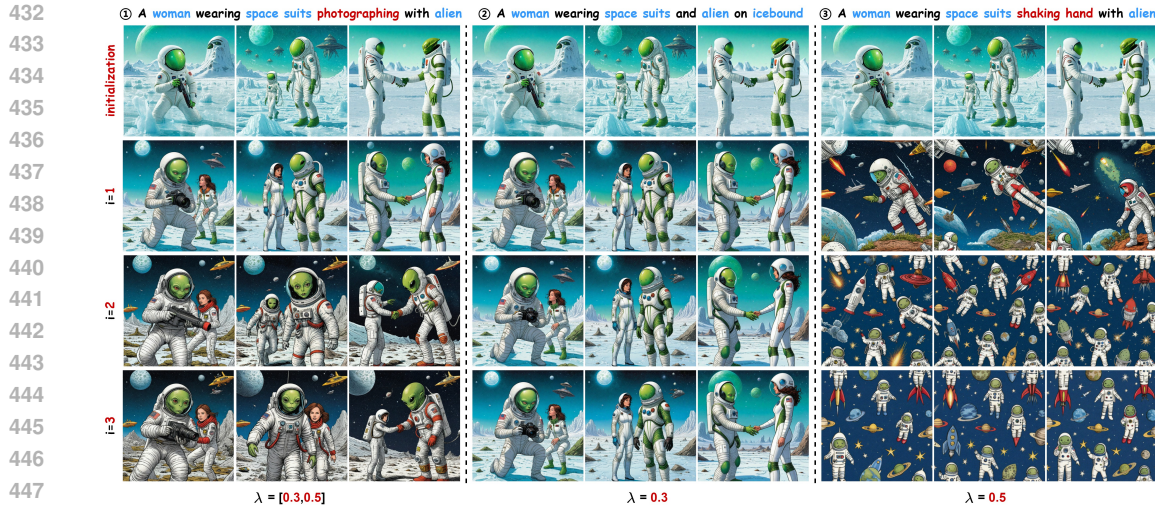 432
433
434
435
436
437
438
439
440
441
442
443
444
445
446
447
① A woman wearing space suits photographing with alien
② A woman wearing space suits and alien on icebound
③ A woman wearing space suits shaking hand with alien
initialization
i=1
i=2
i=3
λ = [0.3,0.5]
λ = 0.3
λ = 0.5